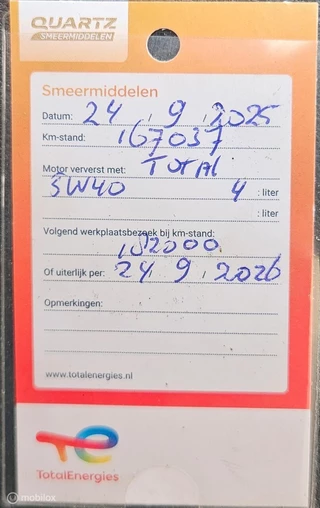 QUARTZ
SMEERMIDDELEN
Smeermiddelen
Datum: 24 . 9 . 2025
Km-stand: 167037
Motor ververst met: TOTAL
5W40 4 : liter
: liter
Volgend werkplaatsbezoek bij km-stand:
182000
Of uiterlijk per: 24 9 . 2026
Opmerkingen:
www.totalenergies.nl
TotalEnergies
mobilox